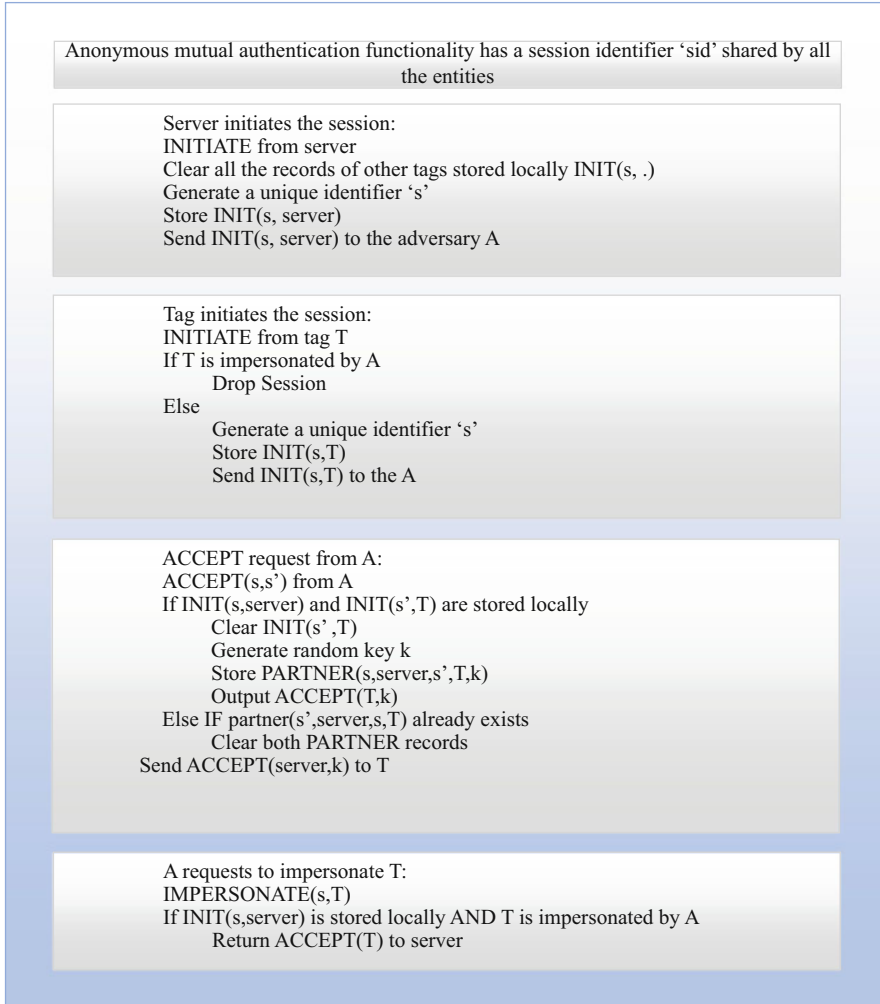 Anonymous mutual authentication functionality has a session identifier ‘sid’ shared by all
the entities
Server initiates the session:
INITIATE from server
Clear all the records of other tags stored locally INIT(s, .)
Generate a unique identifier ‘s’
Store INIT(s, server)
Send INIT(s, server) to the adversary A
Tag initiates the session:
INITIATE from tag T
If T is impersonated by A
Drop Session
Else
Generate a unique identifier ‘s’
Store INIT(s,T)
Send INIT(s,T) to the A
ACCEPT request from A:
ACCEPT(s,s’) from A
If INIT(s,server) and INIT(s’,T) are stored locally
Clear INIT(s’ ,T)
Generate random key k
Store PARTNER(s,server,s’,T,k)
Output ACCEPT(T,k)
Else IF partner(s’,server,s,T) already exists
Clear both PARTNER records
Send ACCEPT(server,k) to T
A requests to impersonate T:
IMPERSONATE(s,T)
If INIT(s,server) is stored locally AND T is impersonated by A
Return ACCEPT(T) to server